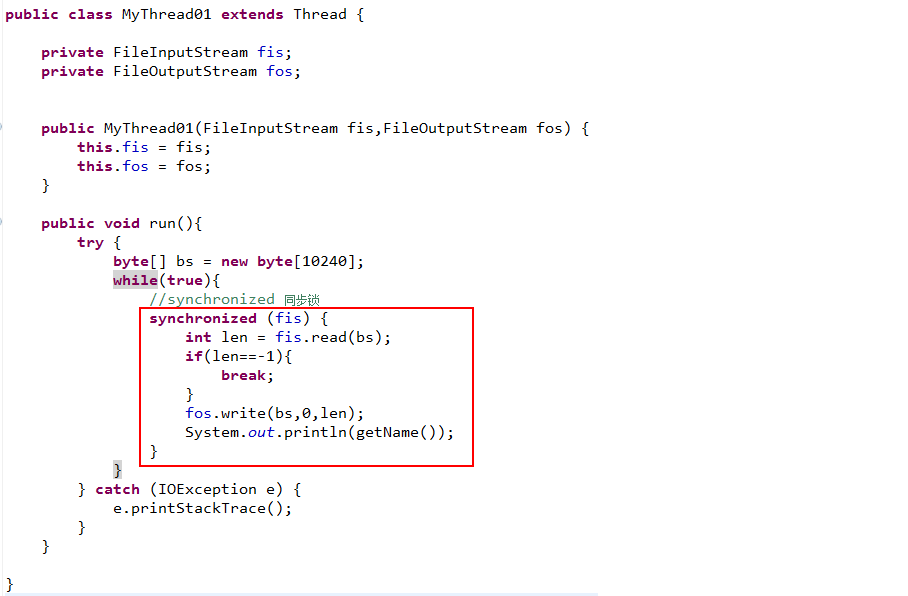 public class MyThread01 extends Thread {
private FileInputStream fis;
private FileOutputStream fos;
public MyThread01(FileInputStream fis,FileOutputStream fos) {
this.fis = fis;
this.fos = fos;
}
public void run(){
try {
byte[] bs = new byte[10240];
while(true){
//synchronized 同步锁
synchronized (fis) {
int len = fis.read(bs);
if(len==-1){
break;
}
fos.write(bs,0,len);
System.out.println(getName());
}
}
} catch (IOException e) {
e.printStackTrace();
}
}
}